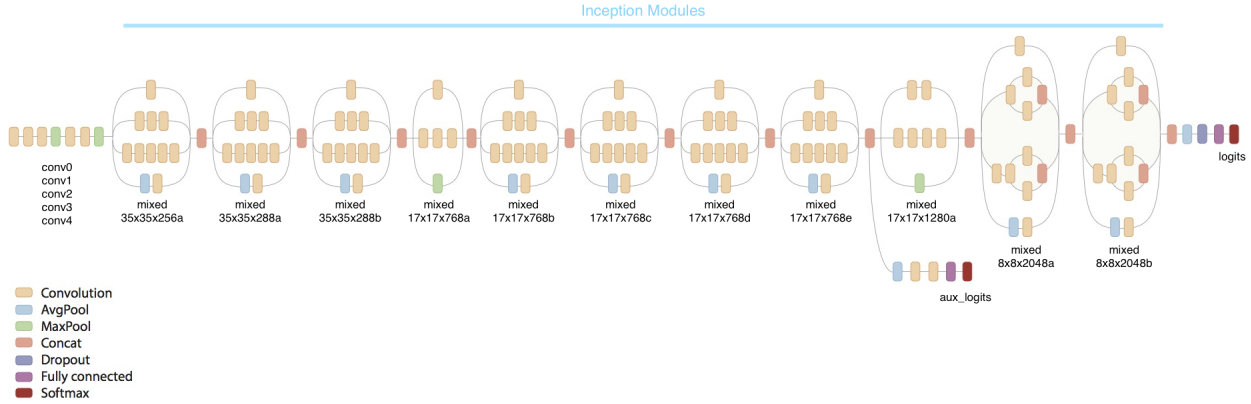 Inception Modules
conv0
conv1
conv2
conv3
conv4
mixed
35x35x256a
mixed
35x35x288a
mixed
35x35x288b
mixed
17x17x768a
mixed
17x17x768b
mixed
17x17x768c
mixed
17x17x768d
mixed
17x17x768e
mixed
17x17x1280a
mixed
8x8x2048a
mixed
8x8x2048b
logits
aux_logits
Convolution
AvgPool
MaxPool
Concat
Dropout
Fully connected
Softmax